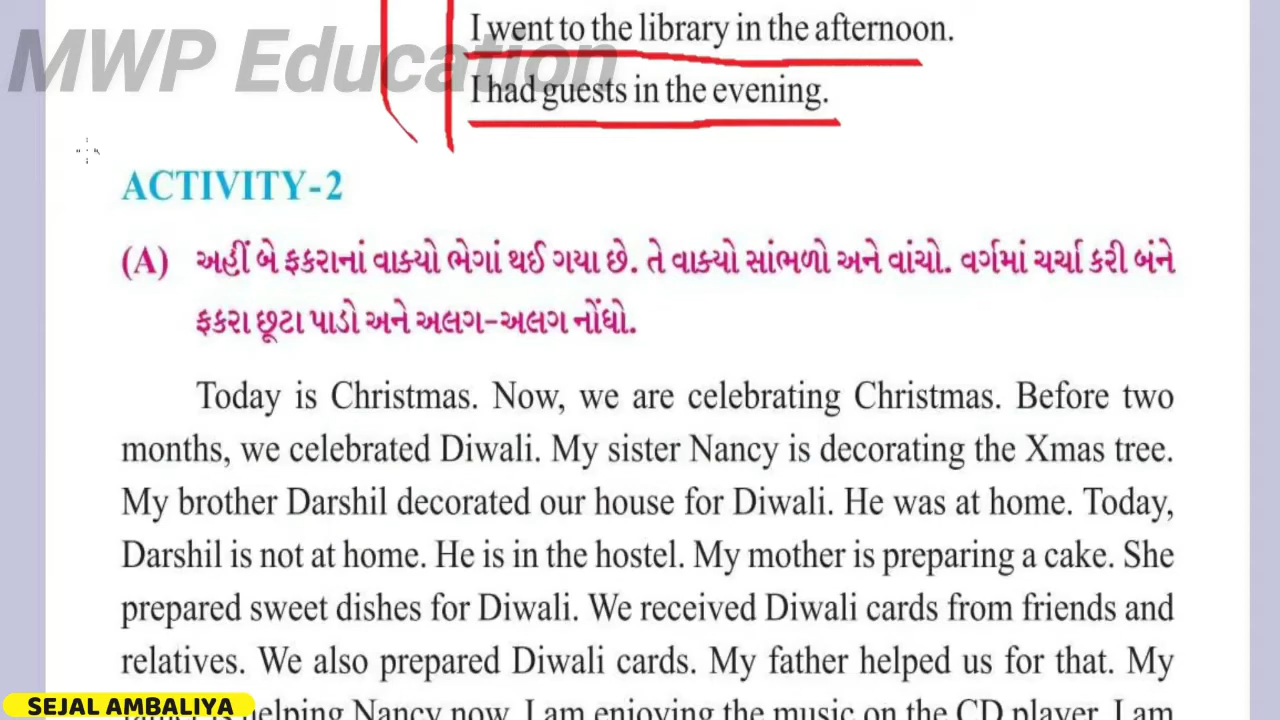 I went to the library in the afternoon.
MWP Education
I had guests in the evening.
ACTIVITY-2
(A) અહીં બે ફકરાનાં વાક્યો ભેગાં થઈ ગયા છે. તે વાક્યો સાંભળો અને વાંચો. વર્ગમાં ચર્ચા કરી બંને
ફકરા છૂટા પાડો અને અલગ-અલગ નોંધો.
Today is Christmas. Now, we are celebrating Christmas. Before two
months, we celebrated Diwali. My sister Nancy is decorating the Xmas tree.
My brother Darshil decorated our house for Diwali. He was at home. Today,
Darshil is not at home. He is in the hostel. My mother is preparing a cake. She
prepared sweet dishes for Diwali. We received Diwali cards from friends and
relatives. We also prepared Diwali cards. My father helped us for that. My
helping Nancy now. I am enjoying the music on the CD player. I am
SEJAL AMBALIYA